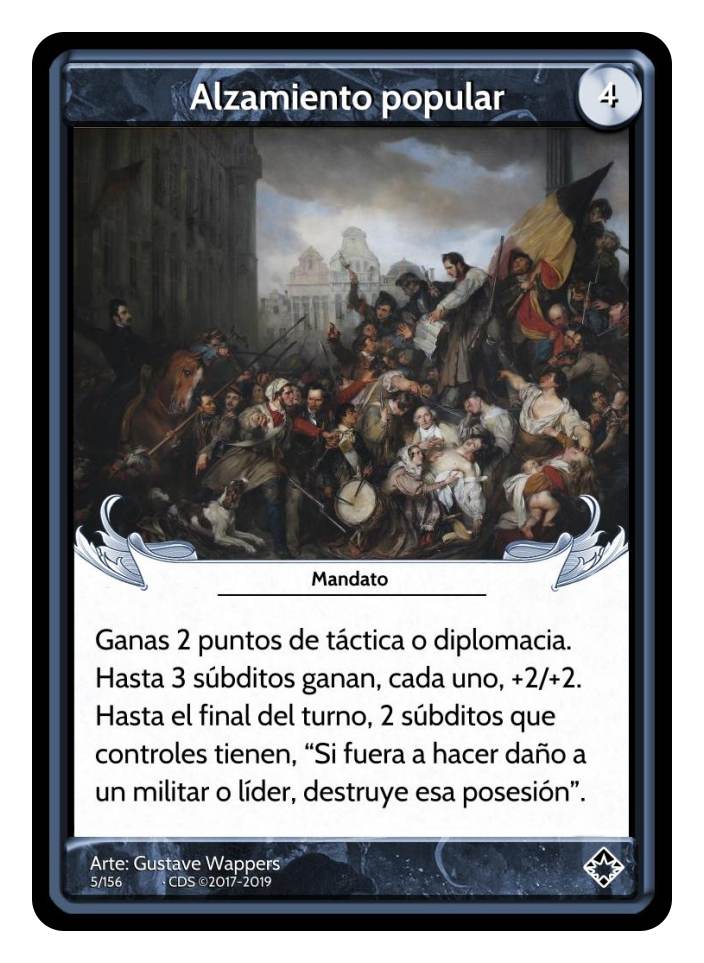 Alzamiento popular
4
Mandato
Ganas 2 puntos de táctica o diplomacia.
Hasta 3 súbditos ganan, cada uno, +2/+2.
Hasta el final del turno, 2 súbditos que
controles tienen, “Si fuera a hacer daño a
un militar o líder, destruye esa posesión”.
Arte: Gustave Wappers
5/156 · CDS ©2017-2019